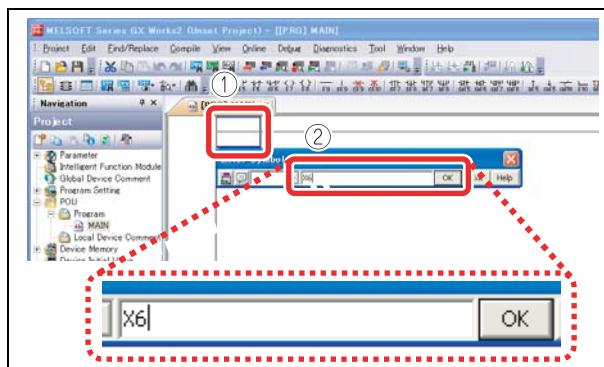 MELSOFT Series GX Works2 (Unset Project) - [[PRG] MAIN]
Project Edit Find/Replace Compile View Online Debug Diagnostics Tool Window Help
①
Navigation
Project
②
Parameter
Intelligent Function Module
Global Device Comment
Program Setting
POU
Program
MAIN
Local Device Comment
Device Memory
X6 OK Help
X6 OK